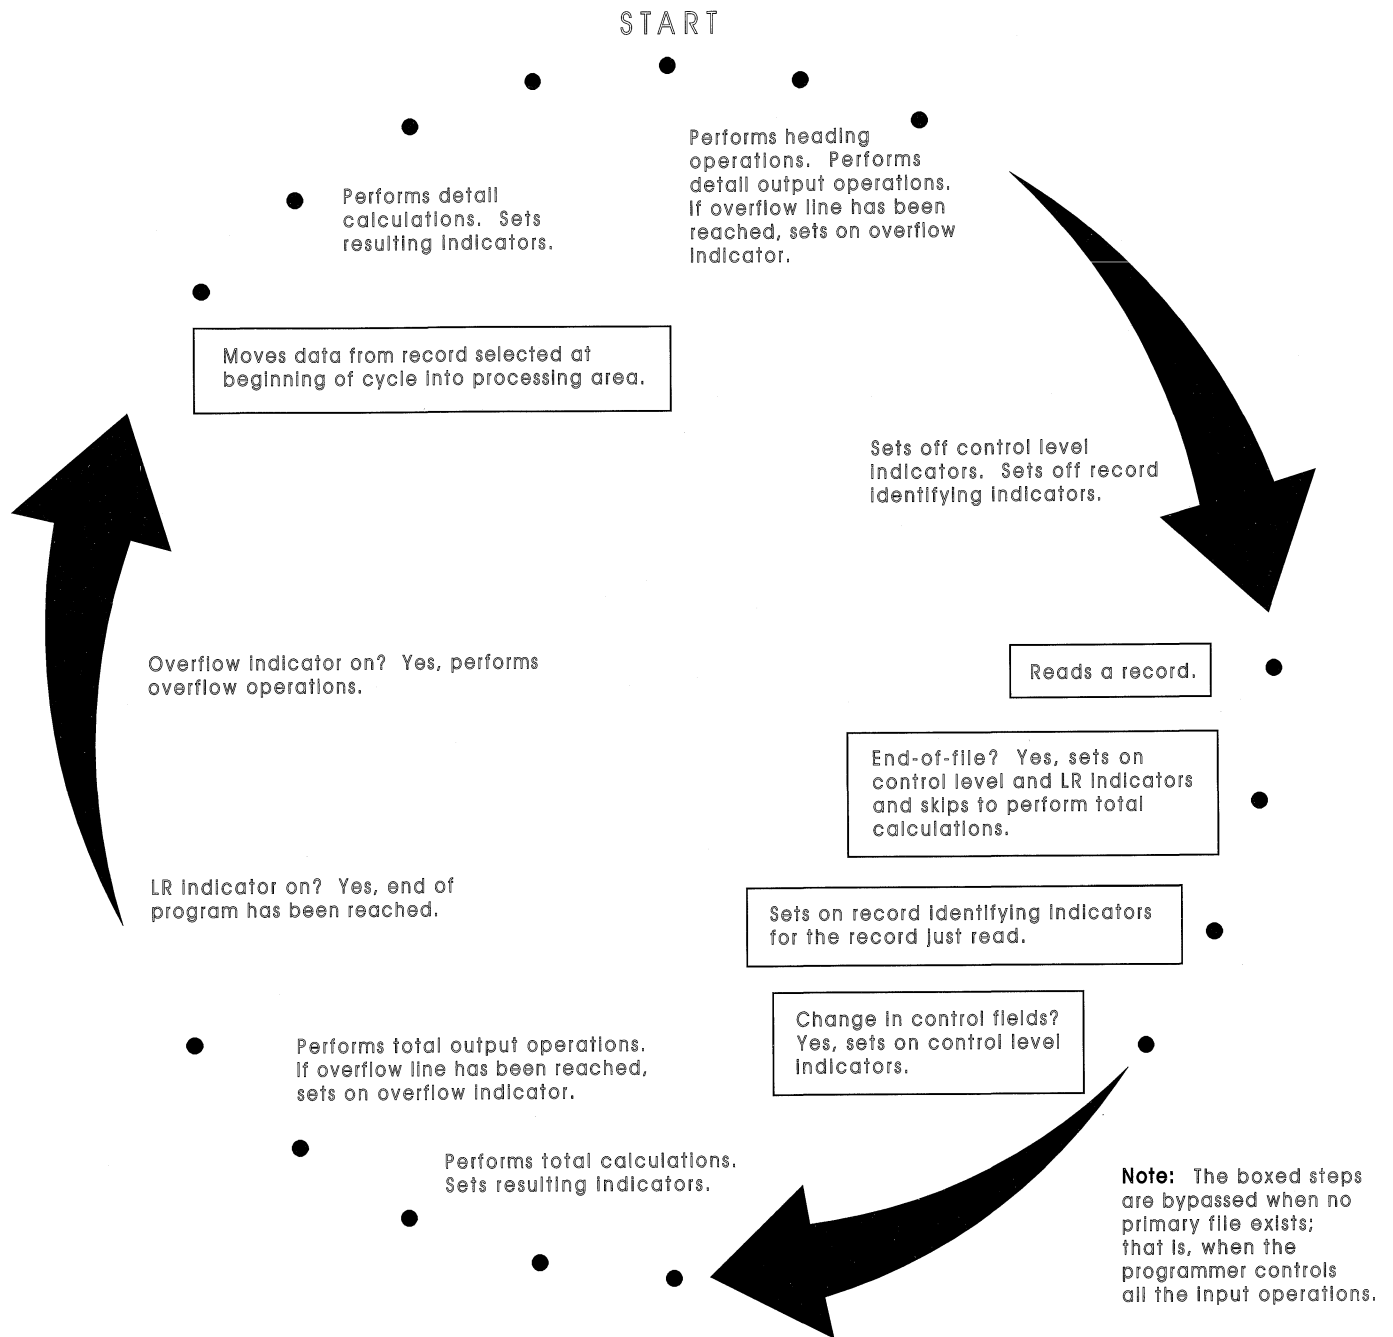 START
Performs heading
operations. Performs
detail output operations.
If overflow line has been
reached, sets on overflow
indicator.
Sets off control level
indicators. Sets off record
identifying indicators.
Reads a record.
End-of-file? Yes, sets on
control level and LR indicators
and skips to perform total
calculations.
Sets on record identifying indicators
for the record just read.
Change in control fields?
Yes, sets on control level
indicators.
Performs total calculations.
Sets resulting indicators.
Performs total output operations.
If overflow line has been reached,
sets on overflow indicator.
LR indicator on? Yes, end of
program has been reached.
Overflow indicator on? Yes, performs
overflow operations.
Moves data from record selected at
beginning of cycle into processing area.
Performs detail
calculations. Sets
resulting indicators.
Note: The boxed steps
are bypassed when no
primary file exists;
that is, when the
programmer controls
all the input operations.